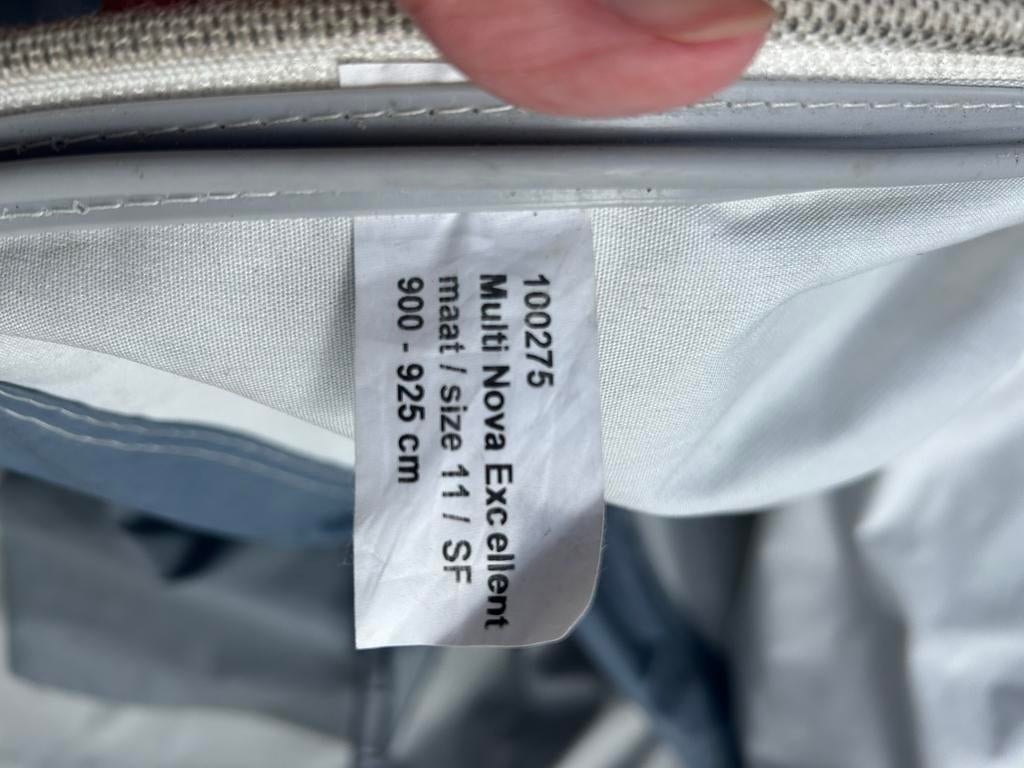 100275
Multi Nova Excellent
maat / size 11 / SF
900 - 925 cm